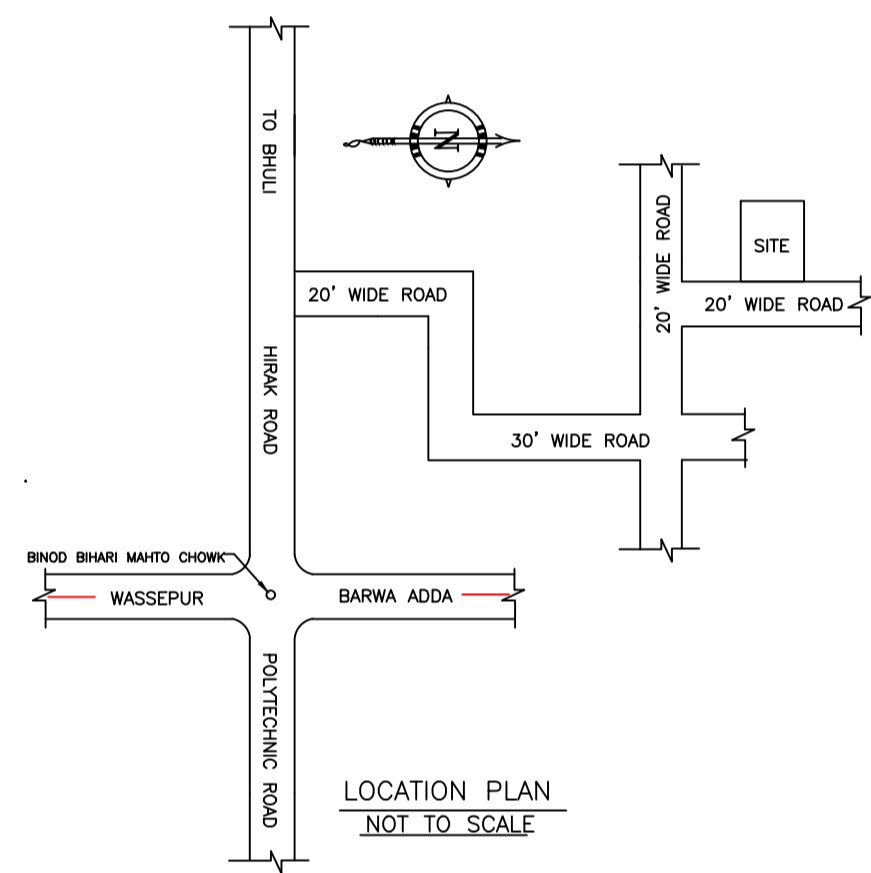 TO BHULI
N
20' WIDE ROAD
SITE
20' WIDE ROAD
20' WIDE ROAD
HIRAK ROAD
30' WIDE ROAD
BINOD BIHARI MAHTO CHOWK
WASSEPUR
BARWA ADDA
POLYTECHNIC ROAD
LOCATION PLAN
NOT TO SCALE